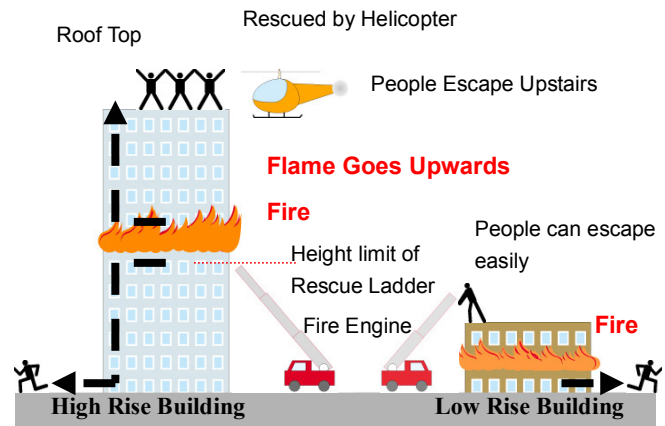 Rescued by Helicopter
Roof Top
People Escape Upstairs
Flame Goes Upwards
Fire
Height limit of
Rescue Ladder
Fire Engine
People can escape
easily
Fire
High Rise Building
Low Rise Building